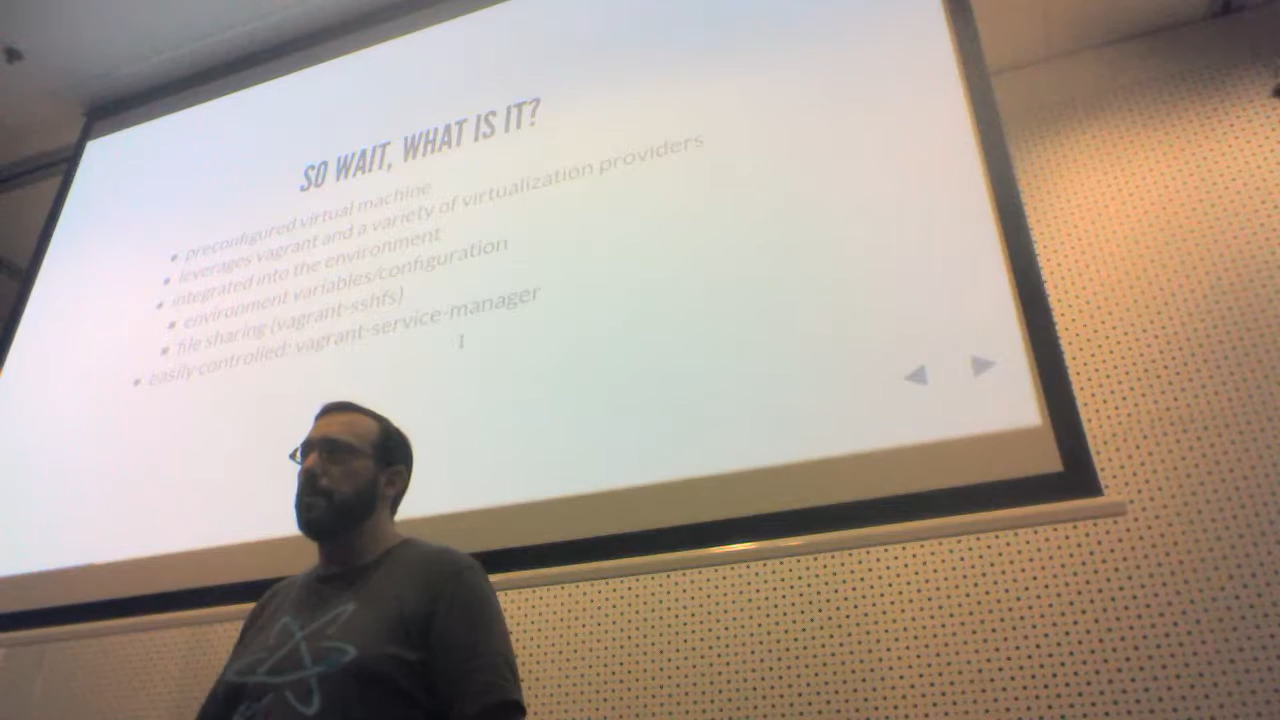 SO WAIT, WHAT IS IT?
• preconfigured virtual machine
• leverages vagrant and a variety of virtualization providers
• integrated into the environment
▪ environment variables/configuration
▪ file sharing (vagrant-sshfs)
• easily controlled: vagrant-service-manager